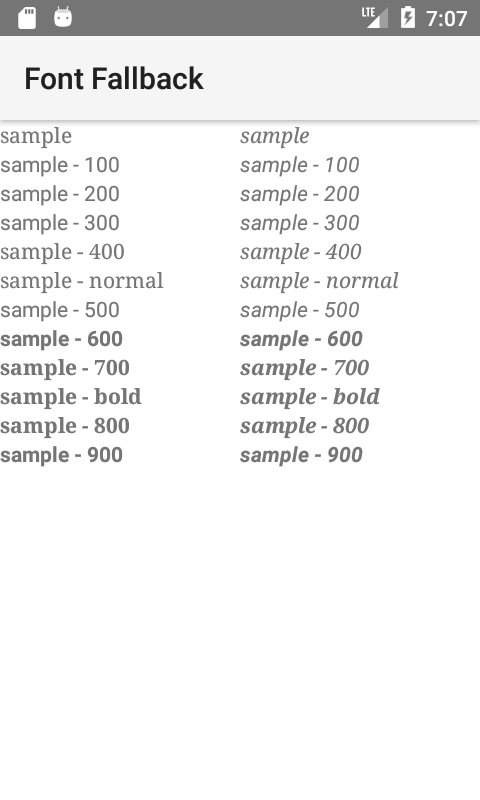 LTE 7:07
Font Fallback
sample sample
sample - 100 sample - 100
sample - 200 sample - 200
sample - 300 sample - 300
sample - 400 sample - 400
sample - normal sample - normal
sample - 500 sample - 500
sample - 600 sample - 600
sample - 700 sample - 700
sample - bold sample - bold
sample - 800 sample - 800
sample - 900 sample - 900